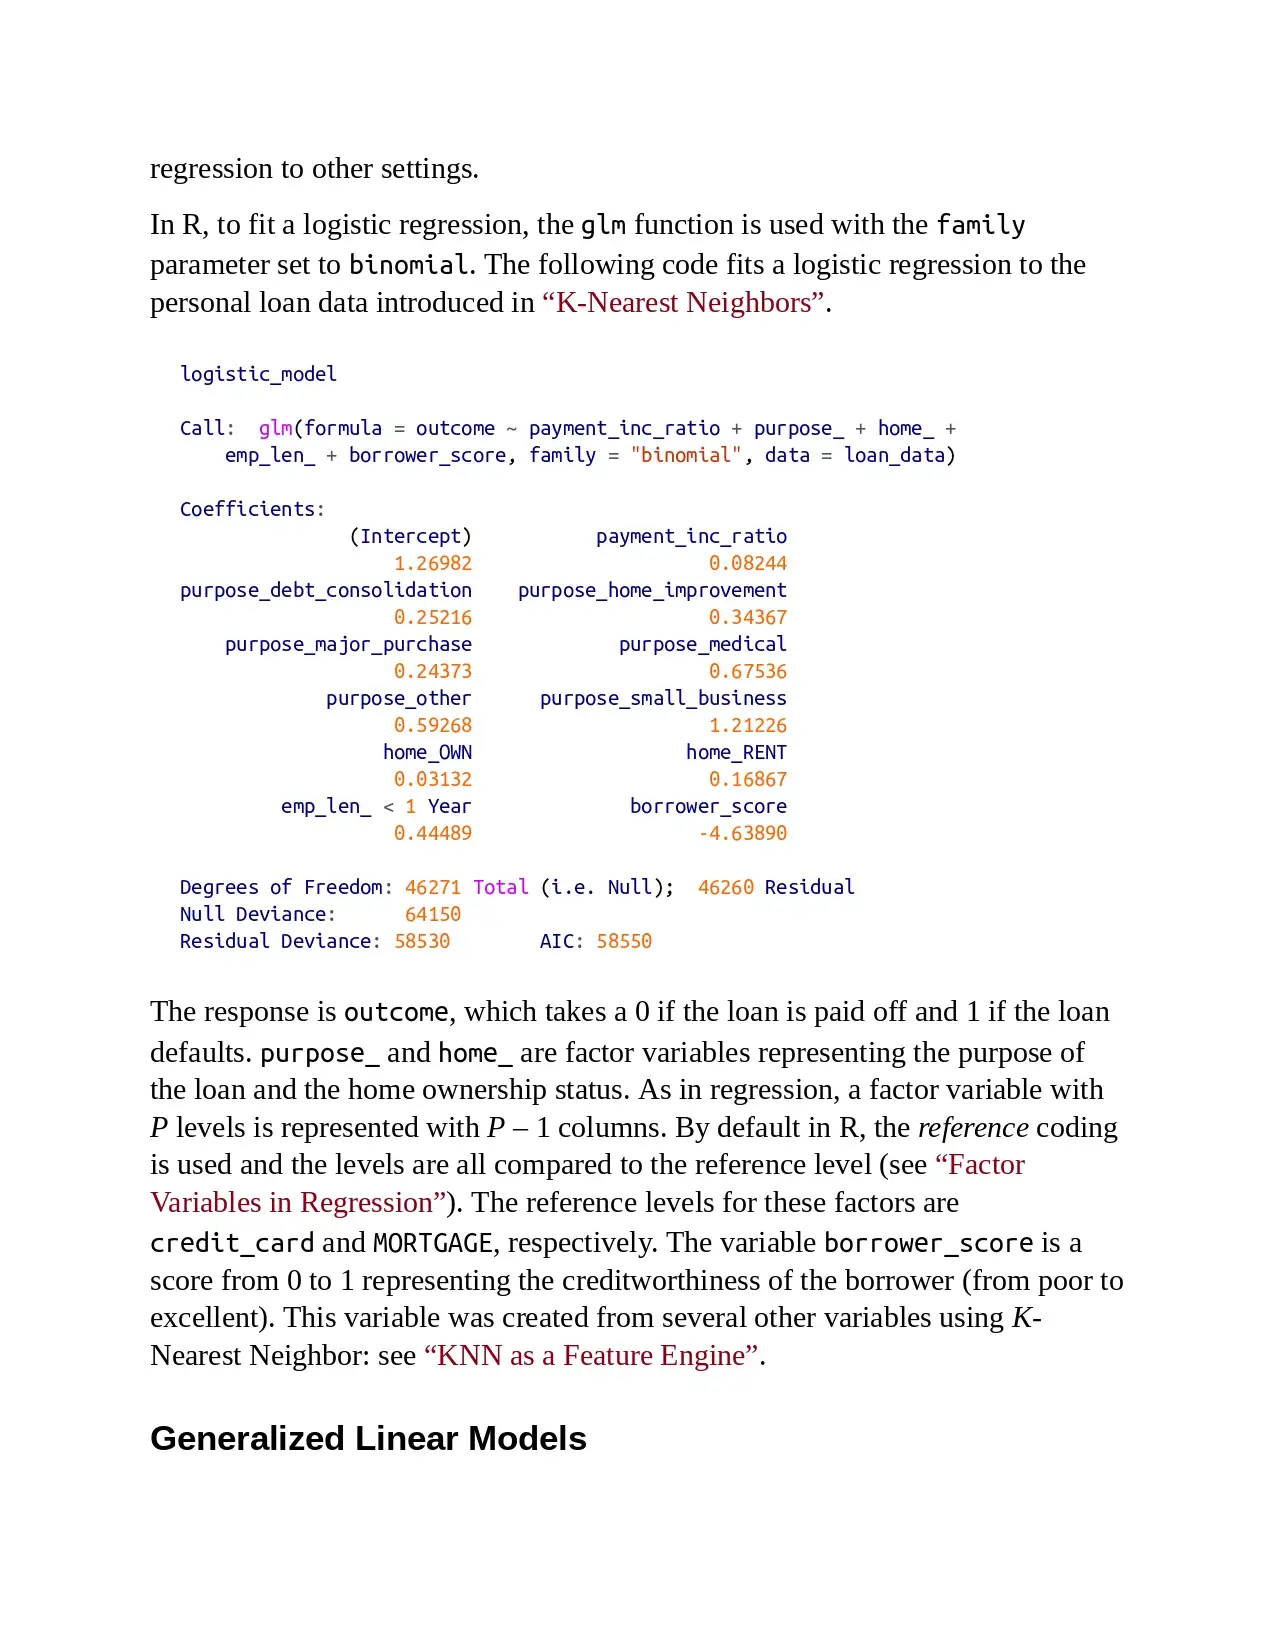 regression to other settings.
In R, to fit a logistic regression, the glm function is used with the family
parameter set to binomial. The following code fits a logistic regression to the
personal loan data introduced in “K-Nearest Neighbors”.
logistic_model
Call:  glm(formula = outcome ~ payment_inc_ratio + purpose_ + home_ +
    emp_len_ + borrower_score, family = "binomial", data = loan_data)
Coefficients:
               (Intercept)           payment_inc_ratio
                   1.26982                     0.08244
purpose_debt_consolidation    purpose_home_improvement
                   0.25216                     0.34367
    purpose_major_purchase             purpose_medical
                   0.24373                     0.67536
             purpose_other      purpose_small_business
                   0.59268                     1.21226
                  home_OWN                   home_RENT
                   0.03132                     0.16867
         emp_len_ < 1 Year              borrower_score
                   0.44489                    -4.63890
Degrees of Freedom: 46271 Total (i.e. Null);  46260 Residual
Null Deviance:      64150
Residual Deviance: 58530        AIC: 58550
The response is outcome, which takes a 0 if the loan is paid off and 1 if the loan
defaults. purpose_ and home_ are factor variables representing the purpose of
the loan and the home ownership status. As in regression, a factor variable with
P levels is represented with P – 1 columns. By default in R, the reference coding
is used and the levels are all compared to the reference level (see “Factor
Variables in Regression”). The reference levels for these factors are
credit_card and MORTGAGE, respectively. The variable borrower_score is a
score from 0 to 1 representing the creditworthiness of the borrower (from poor to
excellent). This variable was created from several other variables using K-
Nearest Neighbor: see “KNN as a Feature Engine”.
Generalized Linear Models